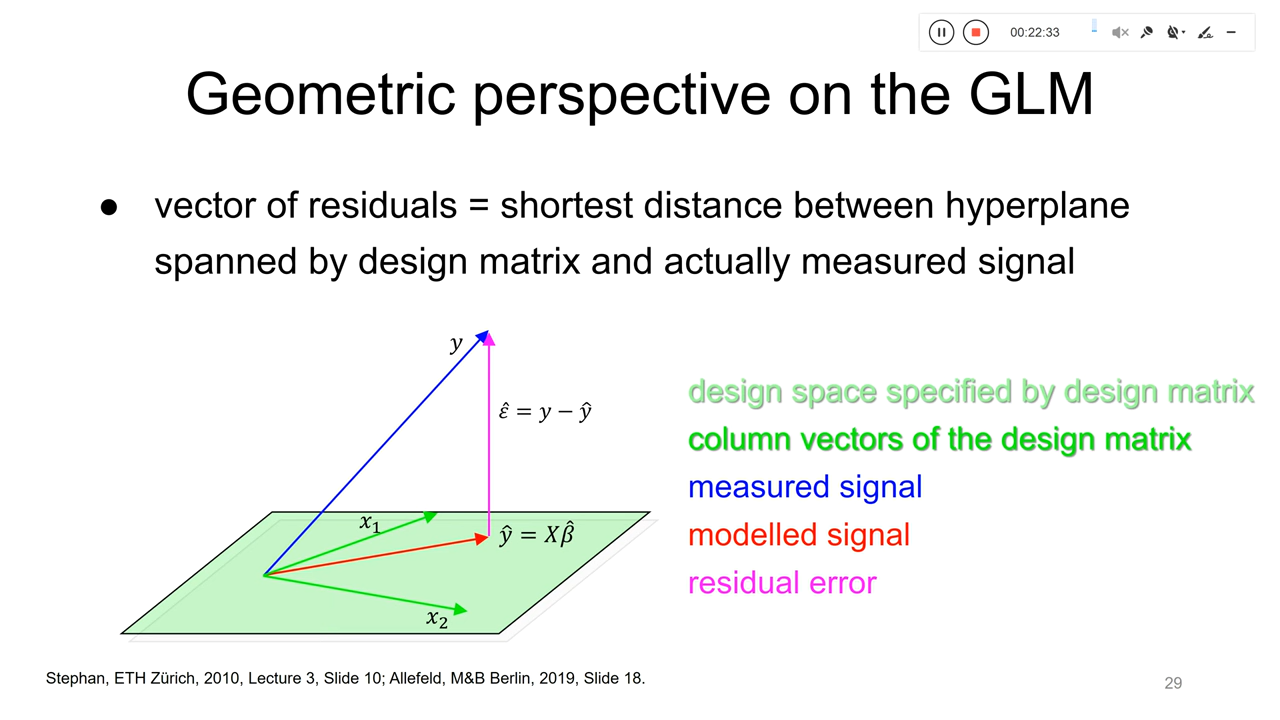 00:22:33
Geometric perspective on the GLM
● vector of residuals = shortest distance between hyperplane
spanned by design matrix and actually measured signal
y
ε̂ = y − ŷ
x₁
ŷ = Xβ̂
x₂
design space specified by design matrix
column vectors of the design matrix
measured signal
modelled signal
residual error
Stephan, ETH Zürich, 2010, Lecture 3, Slide 10; Allefeld, M&B Berlin, 2019, Slide 18.
29